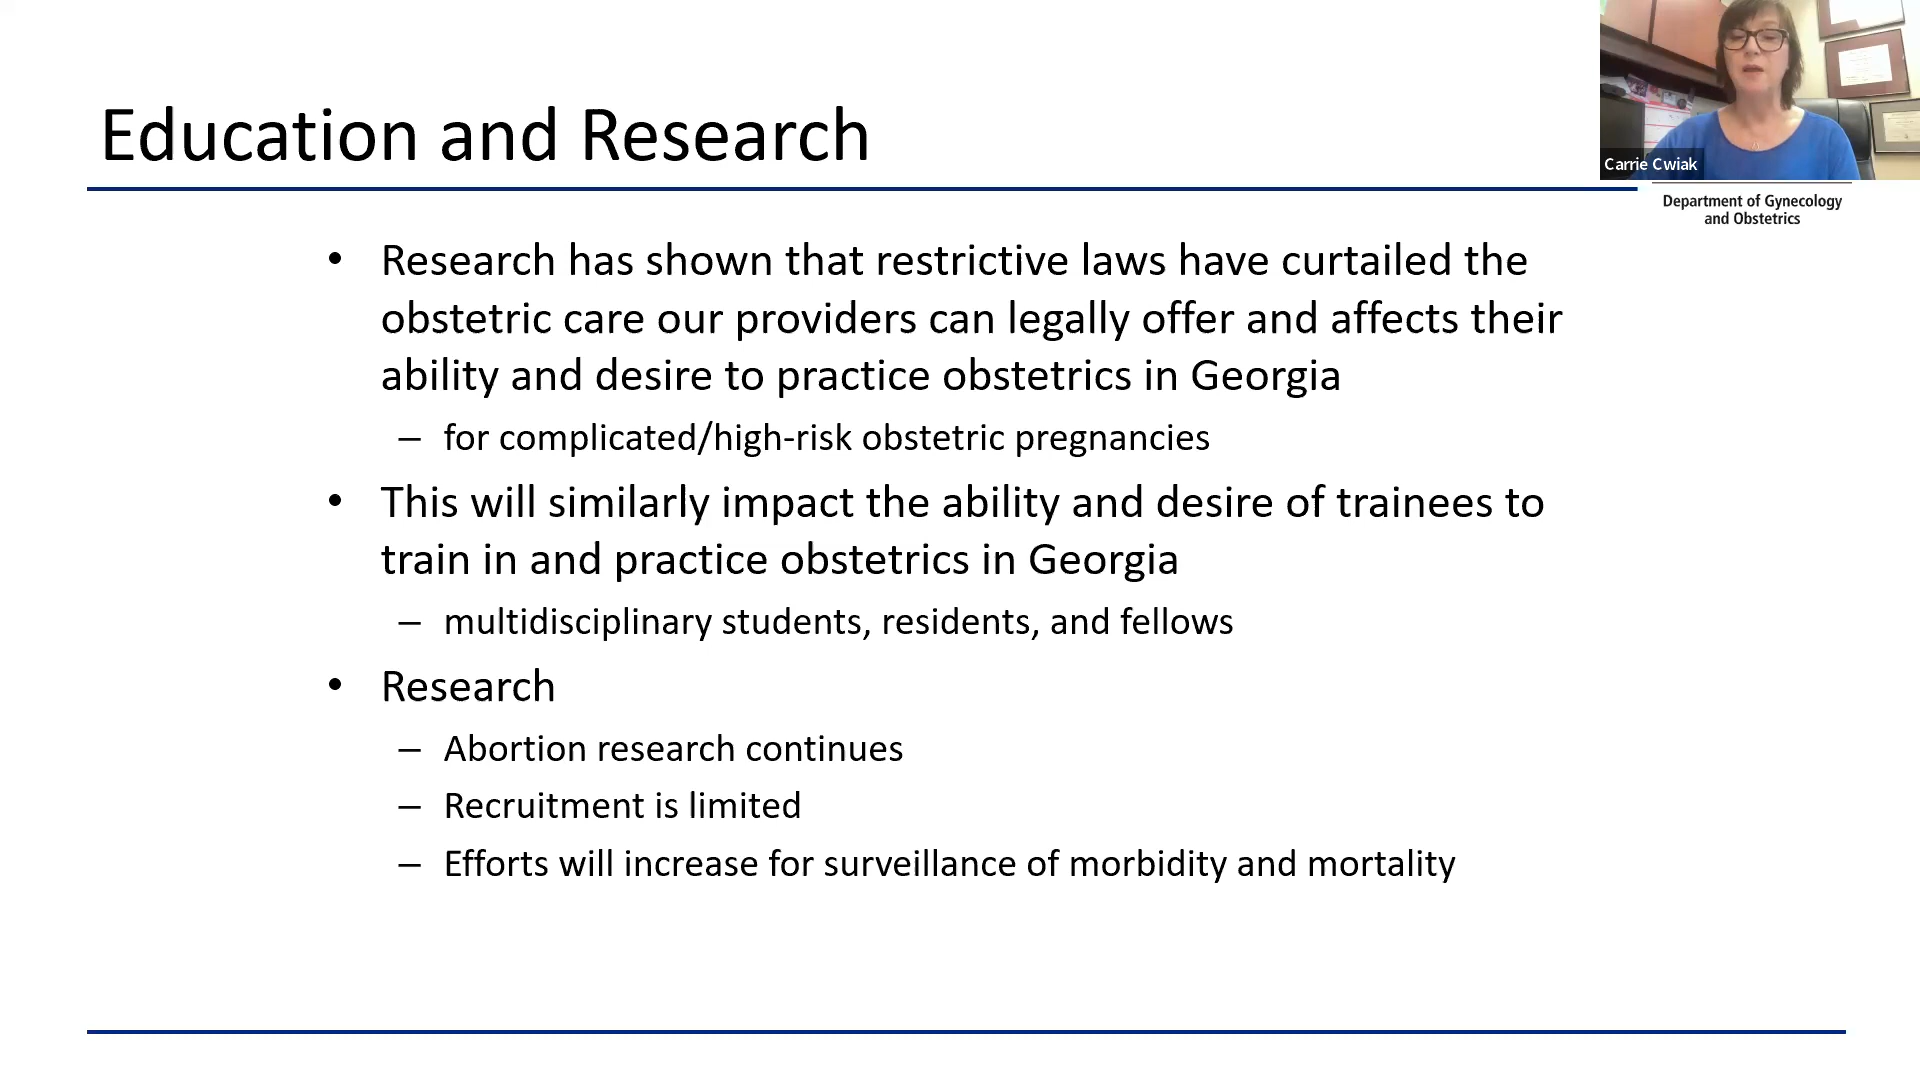 Education and Research
Carrie Cwiak
Department of Gynecology
and Obstetrics
• Research has shown that restrictive laws have curtailed the
obstetric care our providers can legally offer and affects their
ability and desire to practice obstetrics in Georgia
– for complicated/high-risk obstetric pregnancies
• This will similarly impact the ability and desire of trainees to
train in and practice obstetrics in Georgia
– multidisciplinary students, residents, and fellows
• Research
– Abortion research continues
– Recruitment is limited
– Efforts will increase for surveillance of morbidity and mortality